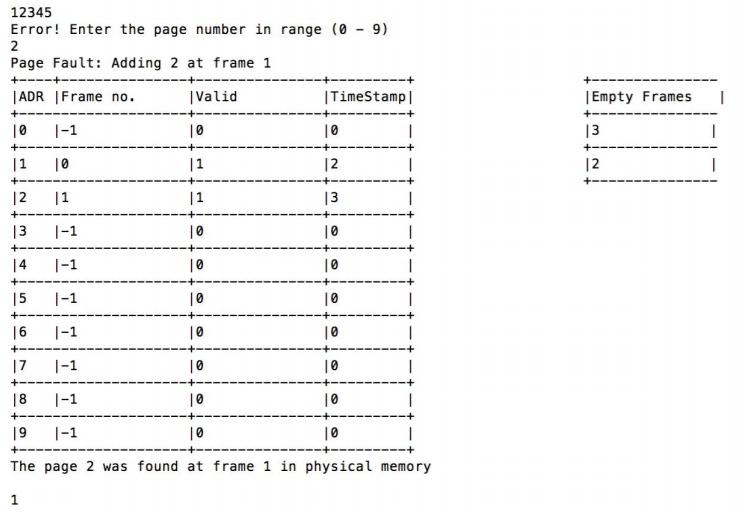 12345
Error! Enter the page number in range (0 - 9)
2
Page Fault: Adding 2 at frame 1
+-----+---------------+---------------+----------+ +---------------
|ADR |Frame no. |Valid |TimeStamp| |Empty Frames |
+-----+---------------+---------------+----------+ +---------------
|0 |-1 |0 |0 | |3 |
+-----+---------------+---------------+----------+ +---------------
|1 |0 |1 |2 | |2 |
+-----+---------------+---------------+----------+ +---------------
|2 |1 |1 |3 |
+-----+---------------+---------------+----------+
|3 |-1 |0 |0 |
+-----+---------------+---------------+----------+
|4 |-1 |0 |0 |
+-----+---------------+---------------+----------+
|5 |-1 |0 |0 |
+-----+---------------+---------------+----------+
|6 |-1 |0 |0 |
+-----+---------------+---------------+----------+
|7 |-1 |0 |0 |
+-----+---------------+---------------+----------+
|8 |-1 |0 |0 |
+-----+---------------+---------------+----------+
|9 |-1 |0 |0 |
+-----+---------------+---------------+----------+
The page 2 was found at frame 1 in physical memory
1